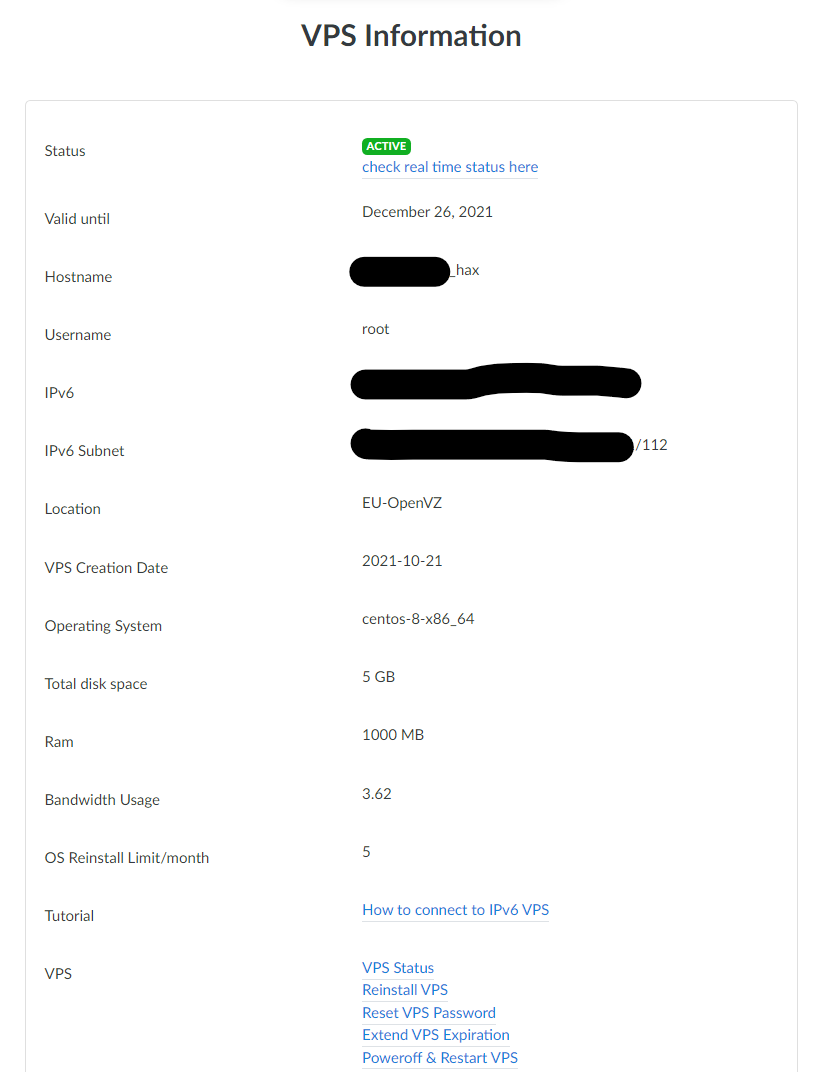 VPS Information
Status
ACTIVE
check real time status here
Valid until
December 26, 2021
Hostname
_hax
Username
root
IPv6
IPv6 Subnet
/112
Location
EU-OpenVZ
VPS Creation Date
2021-10-21
Operating System
centos-8-x86_64
Total disk space
5 GB
Ram
1000 MB
Bandwidth Usage
3.62
OS Reinstall Limit/month
5
Tutorial
How to connect to IPv6 VPS
VPS
VPS Status
Reinstall VPS
Reset VPS Password
Extend VPS Expiration
Poweroff & Restart VPS